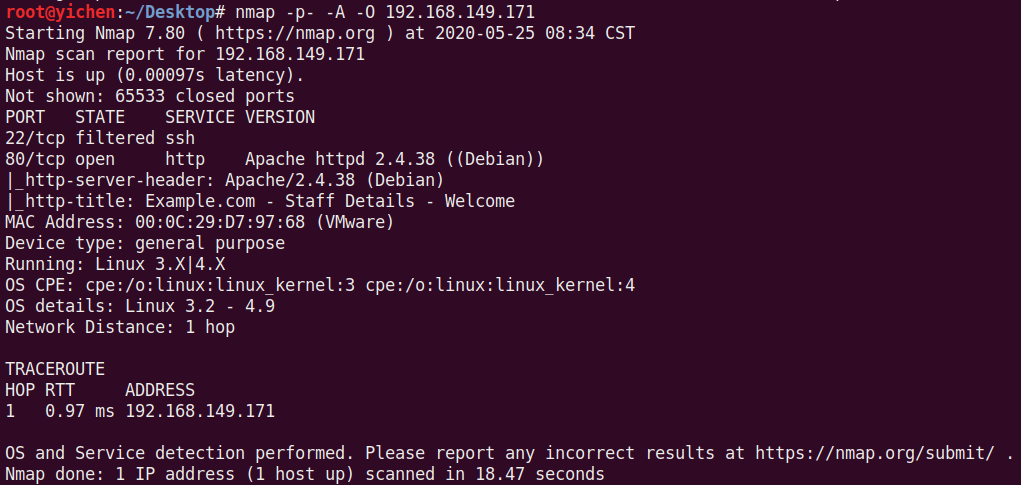 root@yichen:~/Desktop# nmap -p- -A -O 192.168.149.171
Starting Nmap 7.80 ( https://nmap.org ) at 2020-05-25 08:34 CST
Nmap scan report for 192.168.149.171
Host is up (0.00097s latency).
Not shown: 65533 closed ports
PORT   STATE    SERVICE VERSION
22/tcp filtered ssh
80/tcp open     http    Apache httpd 2.4.38 ((Debian))
|_http-server-header: Apache/2.4.38 (Debian)
|_http-title: Example.com - Staff Details - Welcome
MAC Address: 00:0C:29:D7:97:68 (VMware)
Device type: general purpose
Running: Linux 3.X|4.X
OS CPE: cpe:/o:linux:linux_kernel:3 cpe:/o:linux:linux_kernel:4
OS details: Linux 3.2 - 4.9
Network Distance: 1 hop

TRACEROUTE
HOP RTT     ADDRESS
1   0.97 ms 192.168.149.171

OS and Service detection performed. Please report any incorrect results at https://nmap.org/submit/ .
Nmap done: 1 IP address (1 host up) scanned in 18.47 seconds